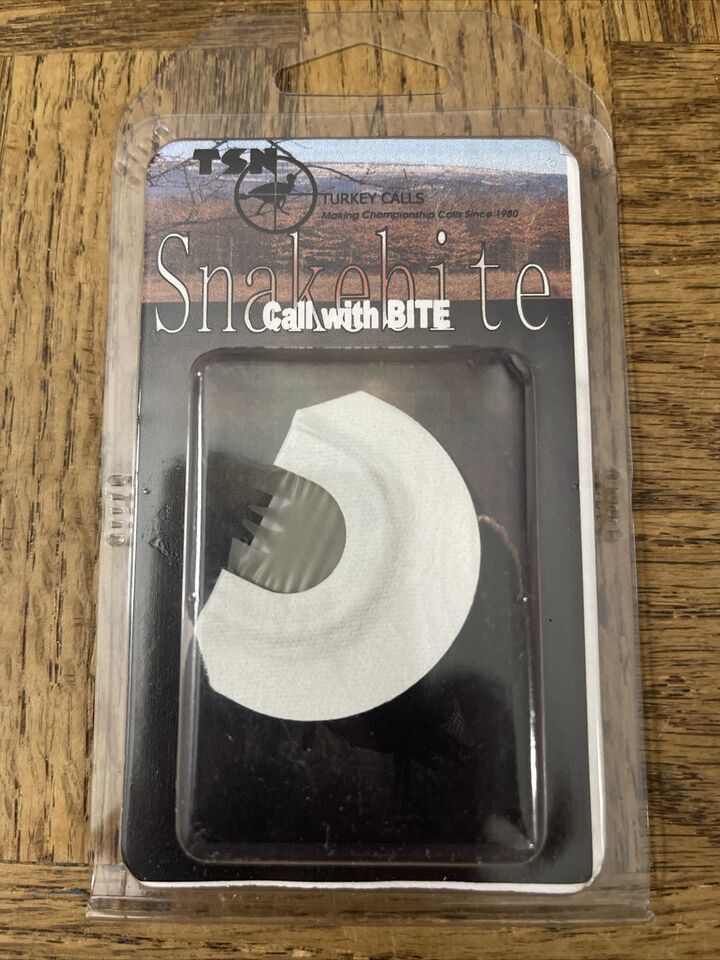 TSN
TURKEY CALLS
Making Championship Calls Since 1980
Snakebite
Call with BITE